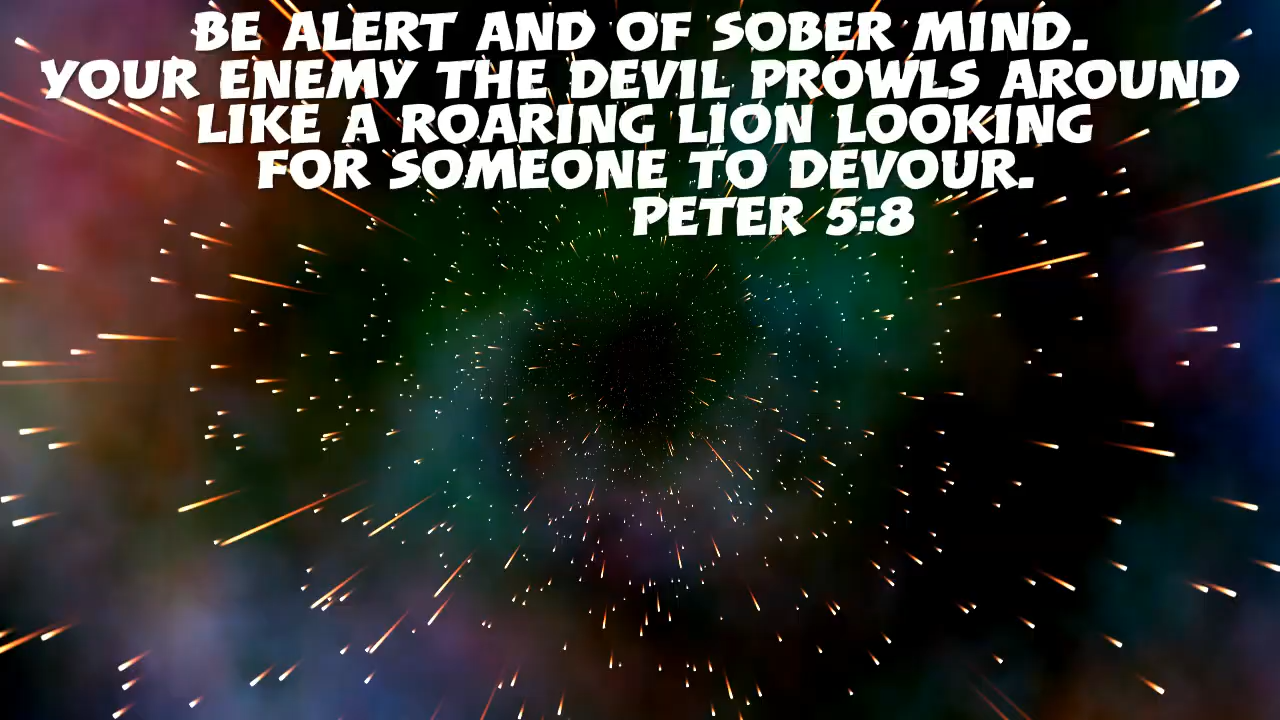 BE ALERT AND OF SOBER MIND.
YOUR ENEMY THE DEVIL PROWLS AROUND
LIKE A ROARING LION LOOKING
FOR SOMEONE TO DEVOUR.
PETER 5:8